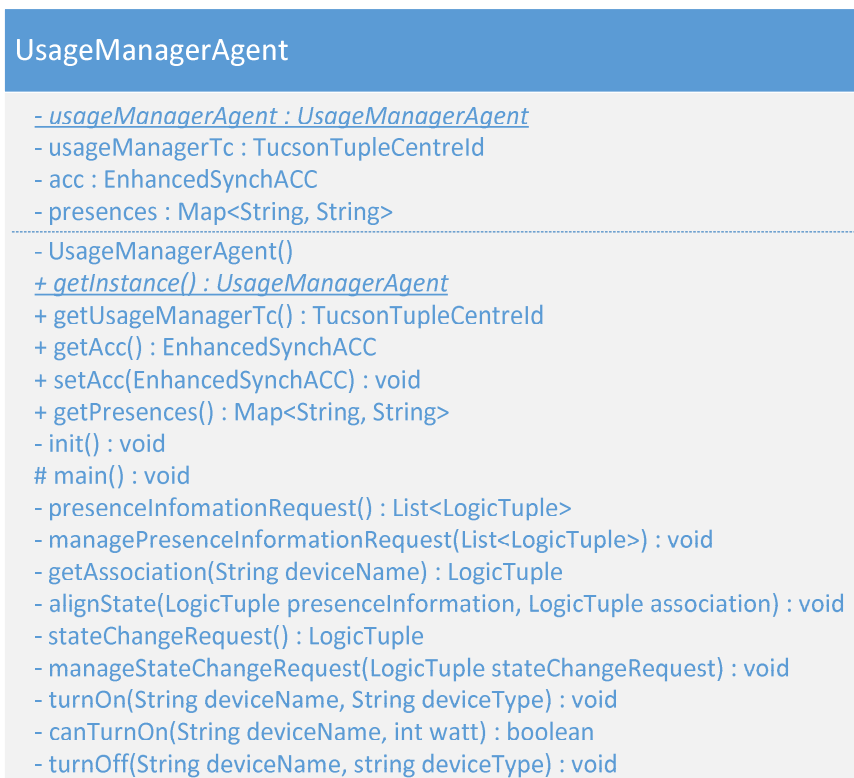 UsageManagerAgent
- usageManagerAgent : UsageManagerAgent
- usageManagerTc : TucsonTupleCentreId
- acc : EnhancedSynchACC
- presences : Map<String, String>
- UsageManagerAgent()
+ getInstance() : UsageManagerAgent
+ getUsageManagerTc() : TucsonTupleCentreId
+ getAcc() : EnhancedSynchACC
+ setAcc(EnhancedSynchACC) : void
+ getPresences() : Map<String, String>
- init() : void
# main() : void
- presenceInfomationRequest() : List<LogicTuple>
- managePresenceInformationRequest(List<LogicTuple>) : void
- getAssociation(String deviceName) : LogicTuple
- alignState(LogicTuple presenceInformation, LogicTuple association) : void
- stateChangeRequest() : LogicTuple
- manageStateChangeRequest(LogicTuple stateChangeRequest) : void
- turnOn(String deviceName, String deviceType) : void
- canTurnOn(String deviceName, int watt) : boolean
- turnOff(String deviceName, string deviceType) : void